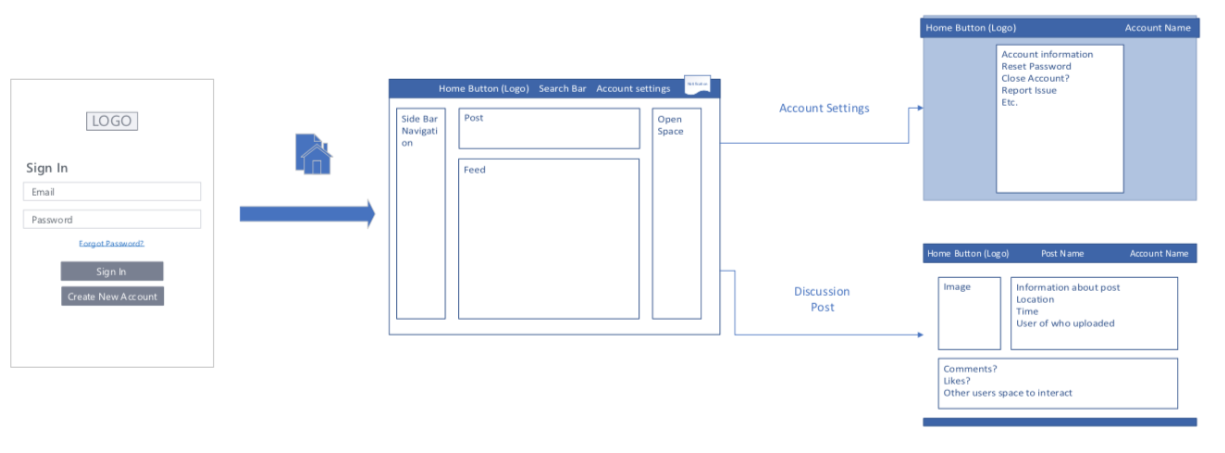 LOGO
Sign In
Email
Password
Forgot Password?
Sign In
Create New Account
Home Button (Logo) Search Bar Account settings
Side Bar
Navigati
on
Post
Feed
Open
Space
Account Settings
Discussion
Post
Home Button (Logo) Account Name
Account information
Reset Password
Close Account?
Report Issue
Etc.
Home Button (Logo) Post Name Account Name
Image
Information about post
Location
Time
User of who uploaded
Comments?
Likes?
Other users space to interact